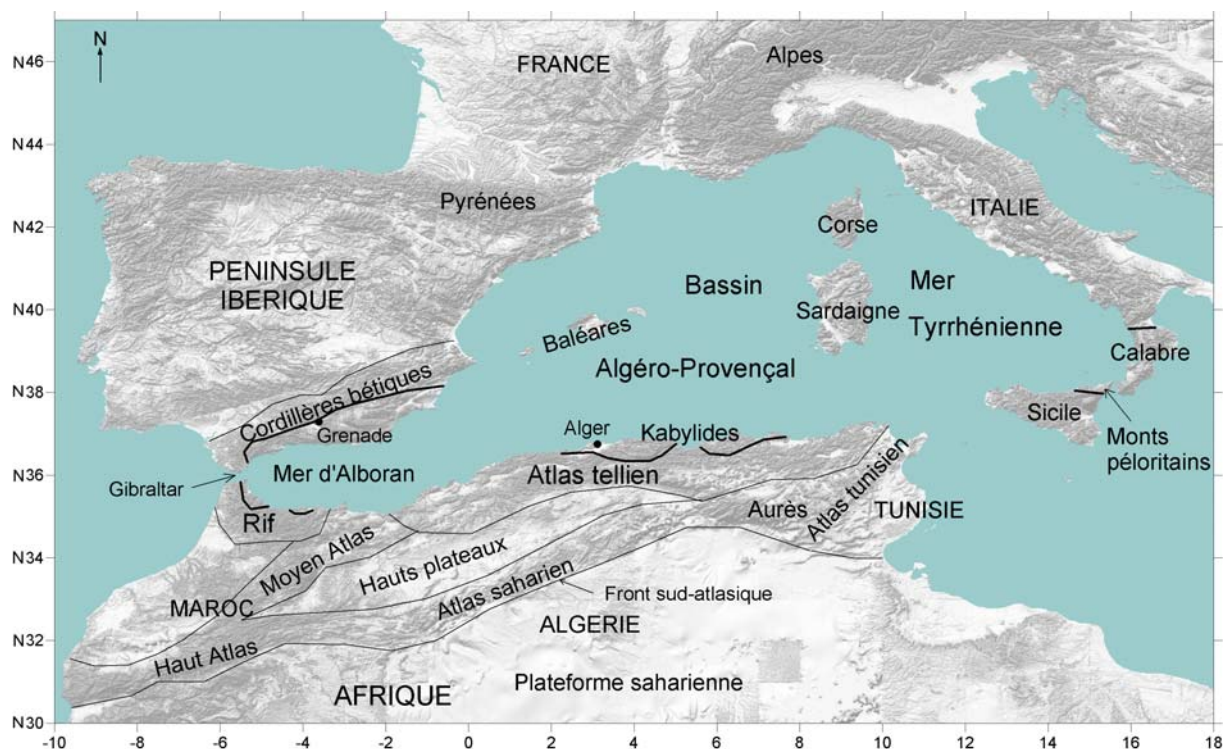 N
N46
N44
N42
N40
N38
N36
N34
N32
N30
FRANCE
Alpes
Pyrénées
Corse
ITALIE
PENINSULE
IBERIQUE
Bassin
Mer
Sardaigne
Tyrrhénienne
Baléares
Algéro-Provençal
Calabre
Cordillères bétiques
Grenade
Alger
Kabylides
Sicile
Monts
péloritains
Gibraltar
Mer d'Alboran
Atlas tellien
Rif
Aurès
Atlas tunisien
TUNISIE
Moyen Atlas
Hauts plateaux
Atlas saharien
Front sud-atlasique
MAROC
ALGERIE
Haut Atlas
AFRIQUE
Plateforme saharienne
-10 -8 -6 -4 -2 0 2 4 6 8 10 12 14 16 18